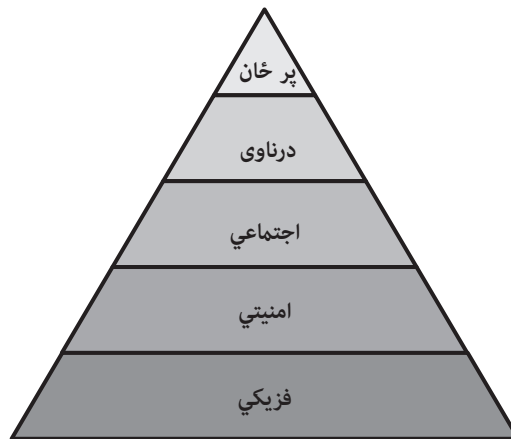 پر ځان
درناوی
اجتماعي
امنيتي
فزيکي